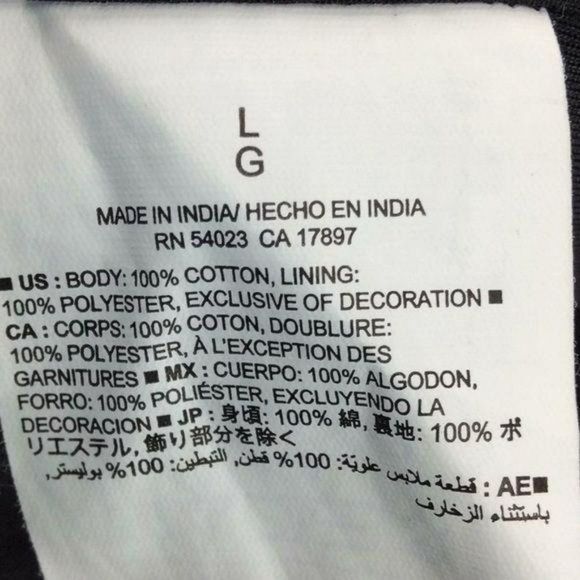 L
G
MADE IN INDIA/ HECHO EN INDIA
RN 54023 CA 17897
■ US : BODY: 100% COTTON, LINING:
100% POLYESTER, EXCLUSIVE OF DECORATION ■
CA : CORPS: 100% COTON, DOUBLURE:
100% POLYESTER, À L'EXCEPTION DES
GARNITURES ■ MX : CUERPO: 100% ALGODON,
FORRO: 100% POLIÉSTER, EXCLUYENDO LA
DECORACION ■ JP : 身頃: 100% 綿, 裏地: 100% ポ
リエステル, 飾り部分を除く
■AE : قطعة ملابس علويّة: 100% قطن, التبطين: 100% بوليستر,
باستثناء الزخارف